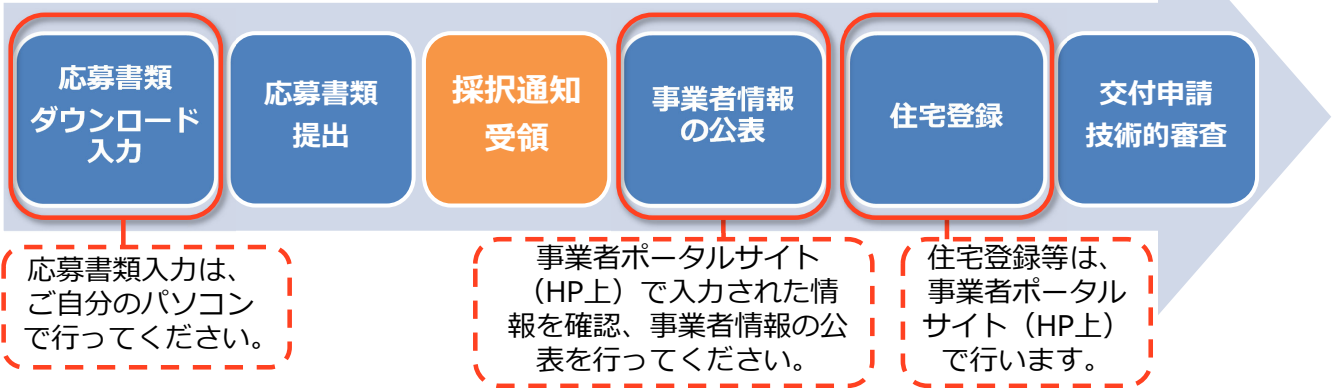 応募書類
ダウンロード
入力
応募書類
提出
採択通知
受領
事業者情報
の公表
住宅登録
交付申請
技術的審査
応募書類入力は、
ご自分のパソコン
で行ってください。
事業者ポータルサイト
（HP上）で入力された情
報を確認、事業者情報の公
表を行ってください。
住宅登録等は、
事業者ポータル
サイト（HP上）
で行います。